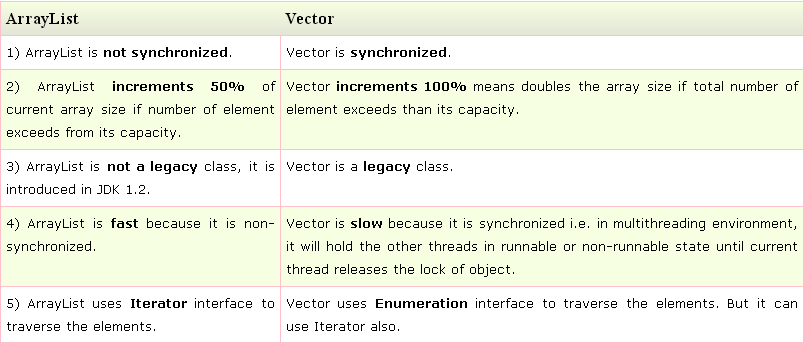 ArrayList Vector
1) ArrayList is not synchronized. Vector is synchronized.
2) ArrayList increments 50% of
current array size if number of element
exceeds from its capacity.
Vector increments 100% means doubles the array size if total number of
element exceeds than its capacity.
3) ArrayList is not a legacy class, it is
introduced in JDK 1.2.
Vector is a legacy class.
4) ArrayList is fast because it is non-
synchronized.
Vector is slow because it is synchronized i.e. in multithreading environment,
it will hold the other threads in runnable or non-runnable state until current
thread releases the lock of object.
5) ArrayList uses Iterator interface to
traverse the elements.
Vector uses Enumeration interface to traverse the elements. But it can
use Iterator also.